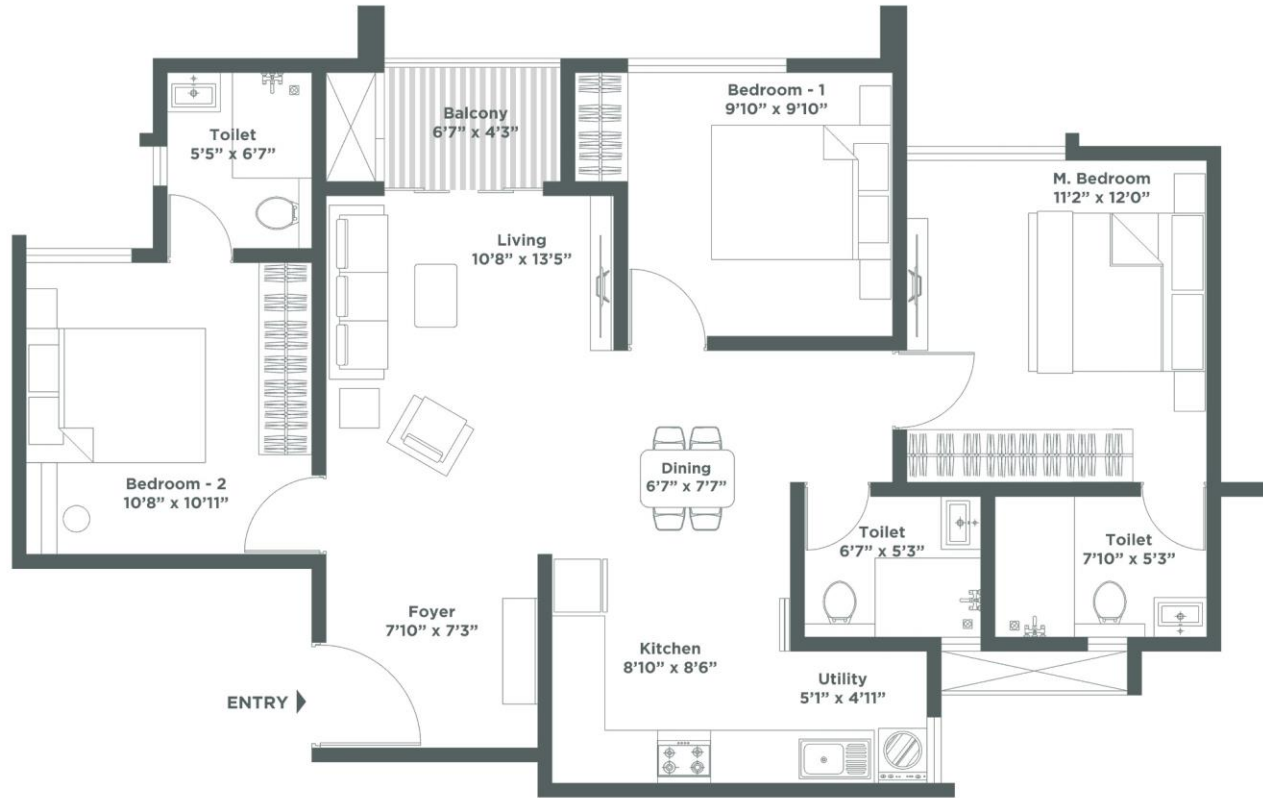 Bedroom - 1
9'10” x 9'10”
Balcony
6'7” x 4'3”
Toilet
5'5” x 6'7”
M. Bedroom
11'2” x 12'0”
Living
10'8” x 13'5”
Dining
6'7” x 7'7”
Bedroom - 2
10'8” x 10'11”
Toilet
6'7” x 5'3”
Toilet
7'10” x 5'3”
Foyer
7'10” x 7'3”
Kitchen
8'10” x 8'6”
Utility
5'1” x 4'11”
ENTRY